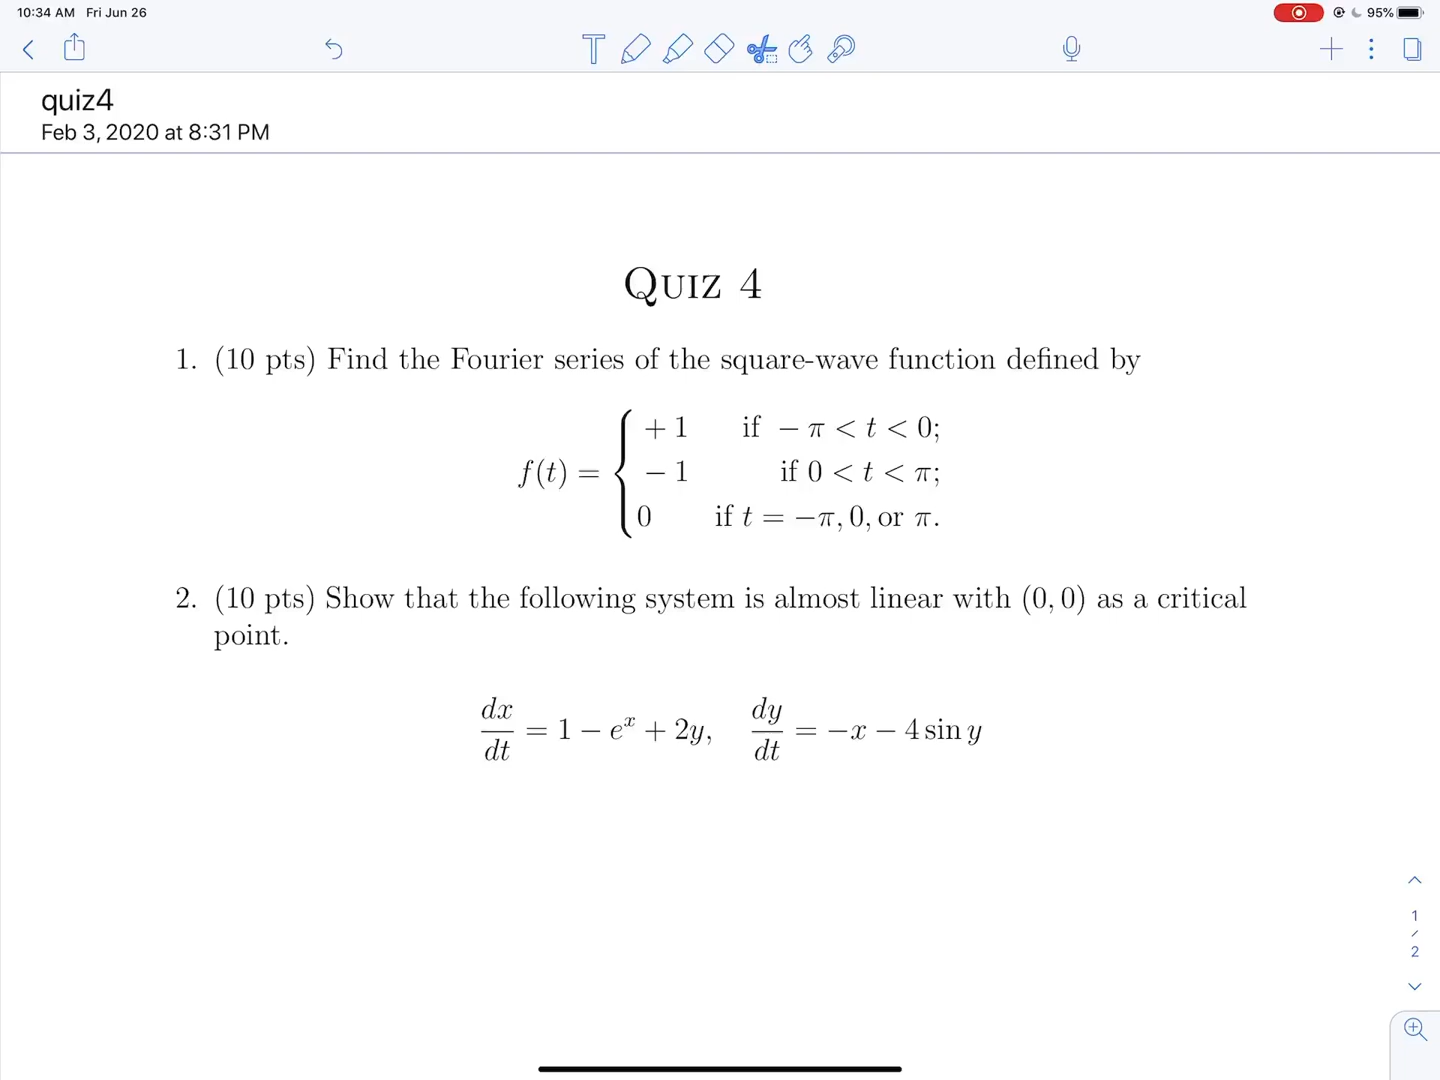 10:34 AM Fri Jun 26 95%
quiz4
Feb 3, 2020 at 8:31 PM
QUIZ 4
1. (10 pts) Find the Fourier series of the square-wave function defined by
f(t) = { +1 if − π < t < 0;
− 1 if 0 < t < π;
0 if t = −π, 0, or π.
2. (10 pts) Show that the following system is almost linear with (0, 0) as a critical
point.
dx/dt = 1 − eˣ + 2y, dy/dt = −x − 4 sin y
1
/
2